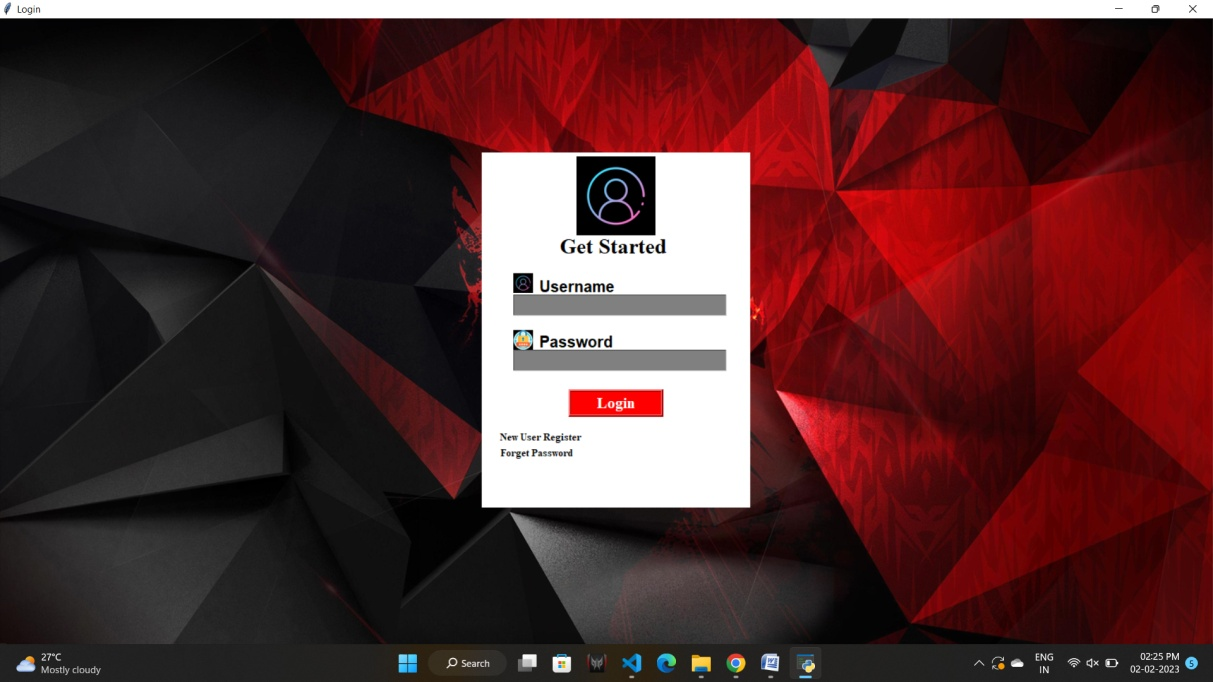 Login
Get Started
Username
Password
Login
New User Register
Forget Password
27°C
Mostly cloudy
Search
ENG
IN
02:25 PM
02-02-2023
5